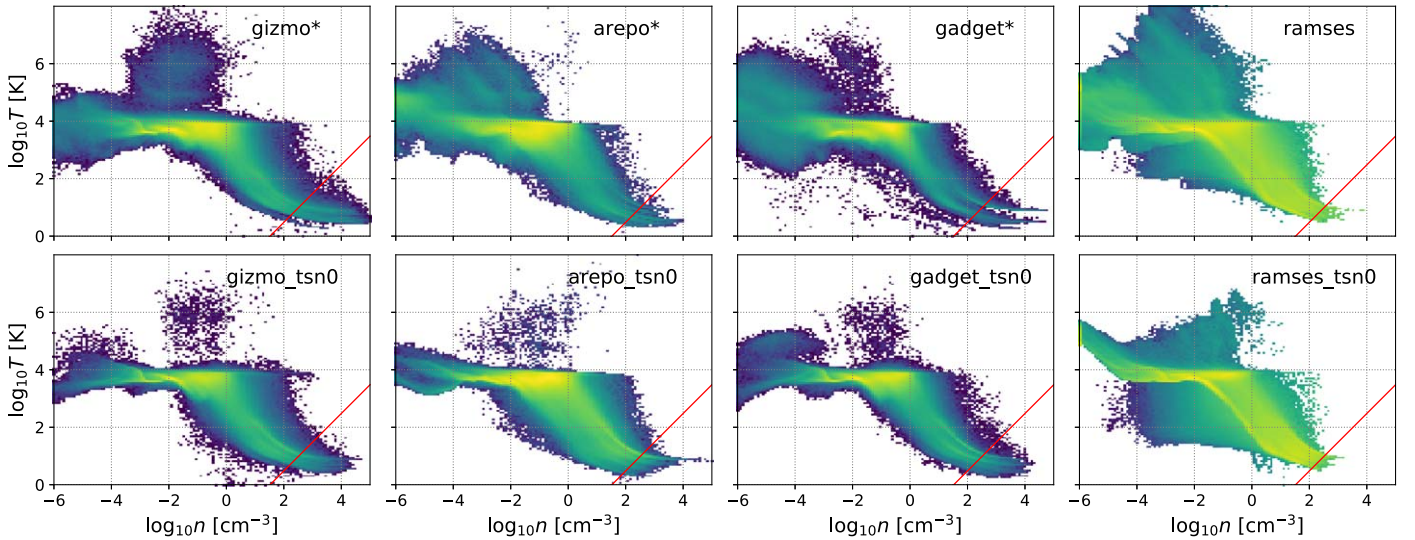 gizmo* arepo* gadget* ramses
6
4
2
0
log₁₀T [K]
gizmo_tsn0 arepo_tsn0 gadget_tsn0 ramses_tsn0
6
4
2
0
log₁₀T [K]
−6 −4 −2 0 2 4 −6 −4 −2 0 2 4 −6 −4 −2 0 2 4 −6 −4 −2 0 2 4
log₁₀n [cm⁻³] log₁₀n [cm⁻³] log₁₀n [cm⁻³] log₁₀n [cm⁻³]